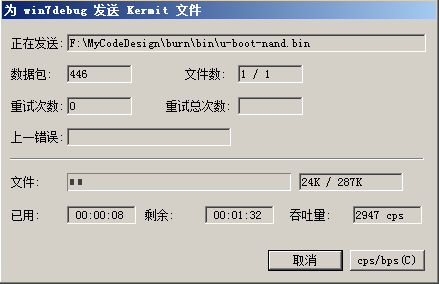 为 win7debug 发送 Kermit 文件
正在发送: F:\MyCodeDesign\burn\bin\u-boot-nand.bin
数据包: 446 文件数: 1 / 1
重试次数: 0 重试总次数:
上一错误:
文件: 24K / 287K
已用: 00:00:08 剩余: 00:01:32 吞吐量: 2947 cps
取消 cps/bps(C)